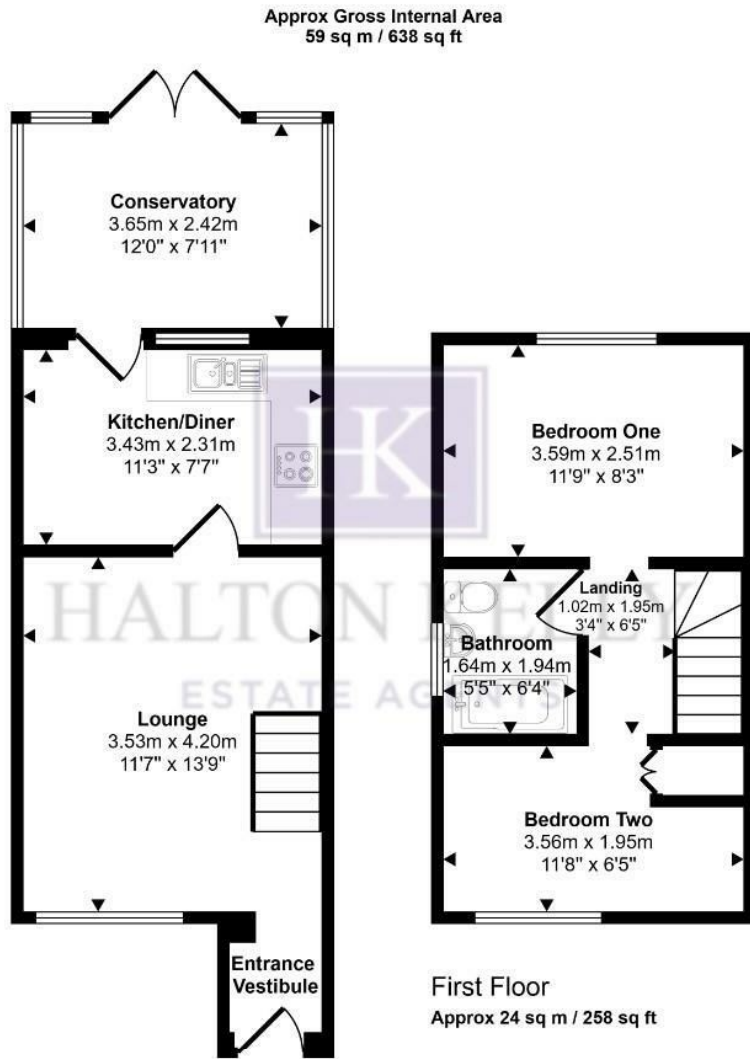 Approx Gross Internal Area
59 sq m / 638 sq ft
Conservatory
3.65m x 2.42m
12'0" x 7'11"
Kitchen/Diner
3.43m x 2.31m
11'3" x 7'7"
HK
HALTON KELLY
ESTATE AGENTS
Lounge
3.53m x 4.20m
11'7" x 13'9"
Entrance
Vestibule
Bedroom One
3.59m x 2.51m
11'9" x 8'3"
Landing
1.02m x 1.95m
3'4" x 6'5"
Bathroom
1.64m x 1.94m
5'5" x 6'4"
Bedroom Two
3.56m x 1.95m
11'8" x 6'5"
First Floor
Approx 24 sq m / 258 sq ft